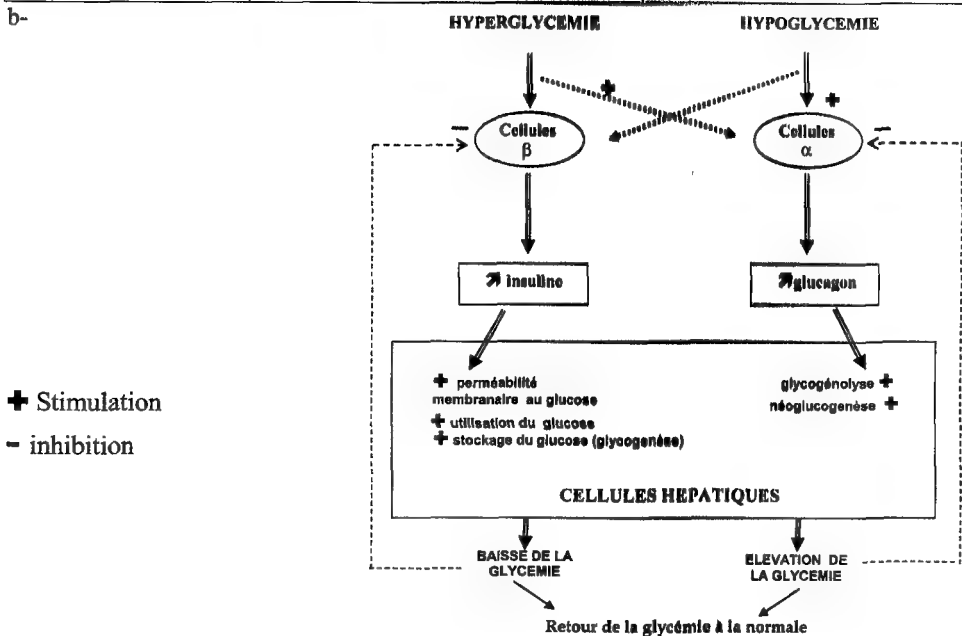 b-
HYPERGLYCEMIE HYPOGLYCEMIE
+ +
− Cellules β Cellules α −
↗ insuline ↗glucagon
+ perméabilité
membranaire au glucose
+ utilisation du glucose
+ stockage du glucose (glycogenèse)
glycogénolyse +
néoglucogenèse +
+ Stimulation
- inhibition
CELLULES HEPATIQUES
BAISSE DE LA
GLYCEMIE
ELEVATION DE
LA GLYCEMIE
Retour de la glycémie à la normale